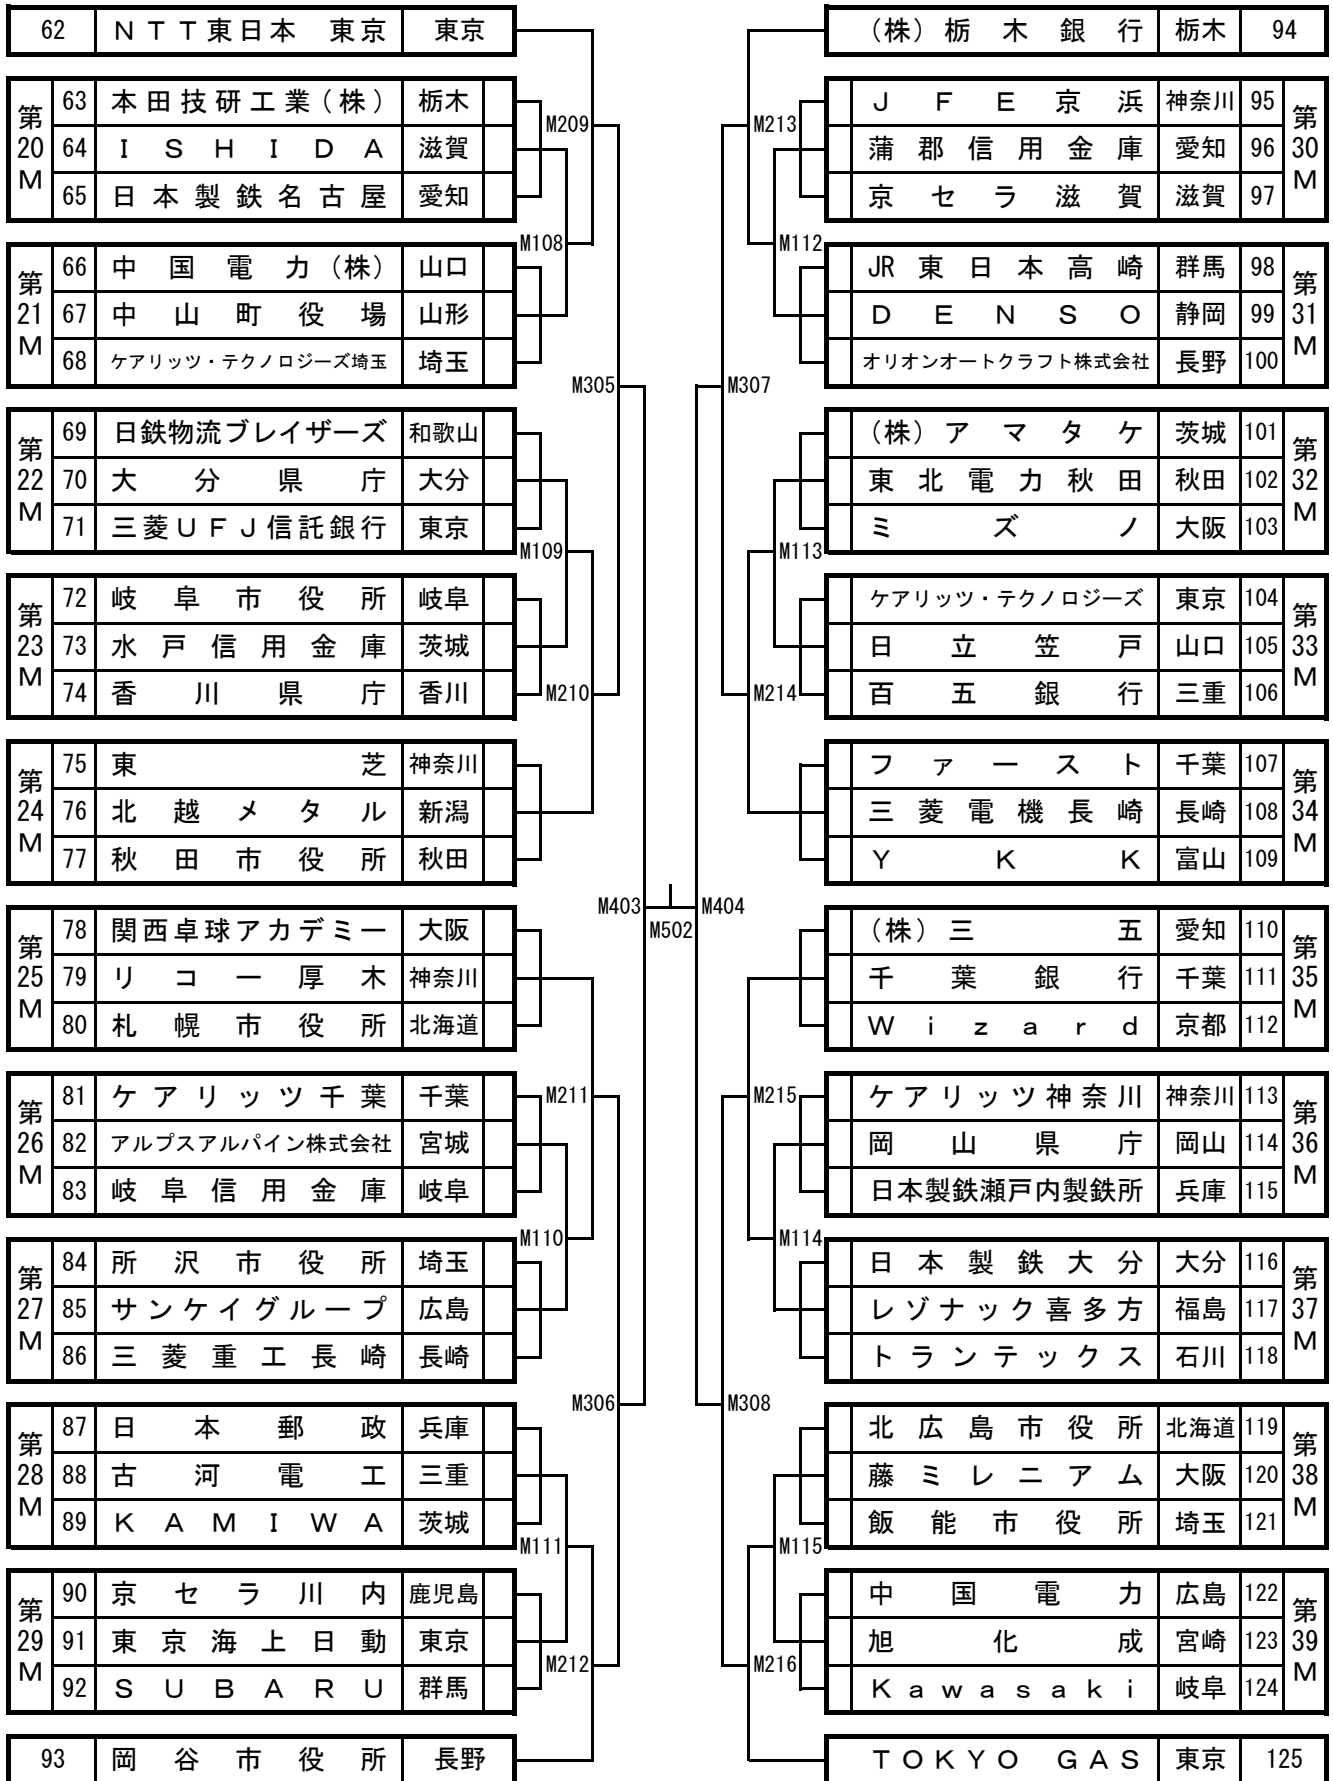 62 NTT東日本 東京 東京
第20M
63 本田技研工業(株) 栃木
64 ISHIDA 滋賀
65 日本製鉄名古屋 愛知
第21M
66 中国電力(株) 山口
67 中山町役場 山形
68 ケアリッツ・テクノロジーズ埼玉 埼玉
第22M
69 日鉄物流ブレイザーズ 和歌山
70 大分県庁 大分
71 三菱UFJ信託銀行 東京
第23M
72 岐阜市役所 岐阜
73 水戸信用金庫 茨城
74 香川県庁 香川
第24M
75 東芝 神奈川
76 北越メタル 新潟
77 秋田市役所 秋田
第25M
78 関西卓球アカデミー 大阪
79 リコー厚木 神奈川
80 札幌市役所 北海道
第26M
81 ケアリッツ千葉 千葉
82 アルプスアルパイン株式会社 宮城
83 岐阜信用金庫 岐阜
第27M
84 所沢市役所 埼玉
85 サンケイグループ 広島
86 三菱重工長崎 長崎
第28M
87 日本郵政 兵庫
88 古河電工 三重
89 KAMIWA 茨城
第29M
90 京セラ川内 鹿児島
91 東京海上日動 東京
92 SUBARU 群馬
93 岡谷市役所 長野
M209
M108
M305
M109
M210
M403
M211
M110
M306
M111
M212
M502
M213
M112
M307
M113
M214
M404
M215
M114
M308
M115
M216
(株)栃木銀行 栃木 94
JFE京浜 神奈川 95
蒲郡信用金庫 愛知 96
京セラ滋賀 滋賀 97
第30M
JR東日本高崎 群馬 98
DENSO 静岡 99
オリオンオートクラフト株式会社 長野 100
第31M
(株)アマタケ 茨城 101
東北電力秋田 秋田 102
ミズノ 大阪 103
第32M
ケアリッツ・テクノロジーズ 東京 104
日立笠戸 山口 105
百五銀行 三重 106
第33M
ファースト 千葉 107
三菱電機長崎 長崎 108
YKK 富山 109
第34M
(株)三五 愛知 110
千葉銀行 千葉 111
Wizard 京都 112
第35M
ケアリッツ神奈川 神奈川 113
岡山県庁 岡山 114
日本製鉄瀬戸内製鉄所 兵庫 115
第36M
日本製鉄大分 大分 116
レゾナック喜多方 福島 117
トランテックス 石川 118
第37M
北広島市役所 北海道 119
藤ミレニアム 大阪 120
飯能市役所 埼玉 121
第38M
中国電力 広島 122
旭化成 宮崎 123
Kawasaki 岐阜 124
第39M
TOKYO GAS 東京 125